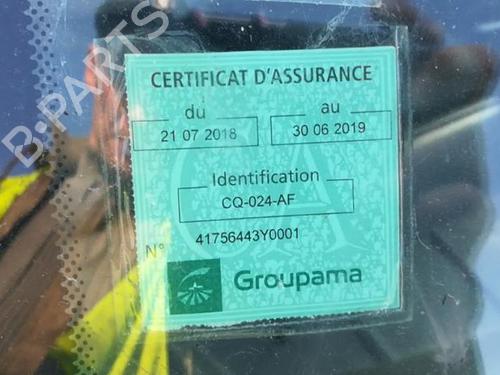 B-PARTS
CERTIFICAT D'ASSURANCE
du au
21 07 2018 30 06 2019
Identification
CQ-024-AF
N° 41756443Y0001
Groupama